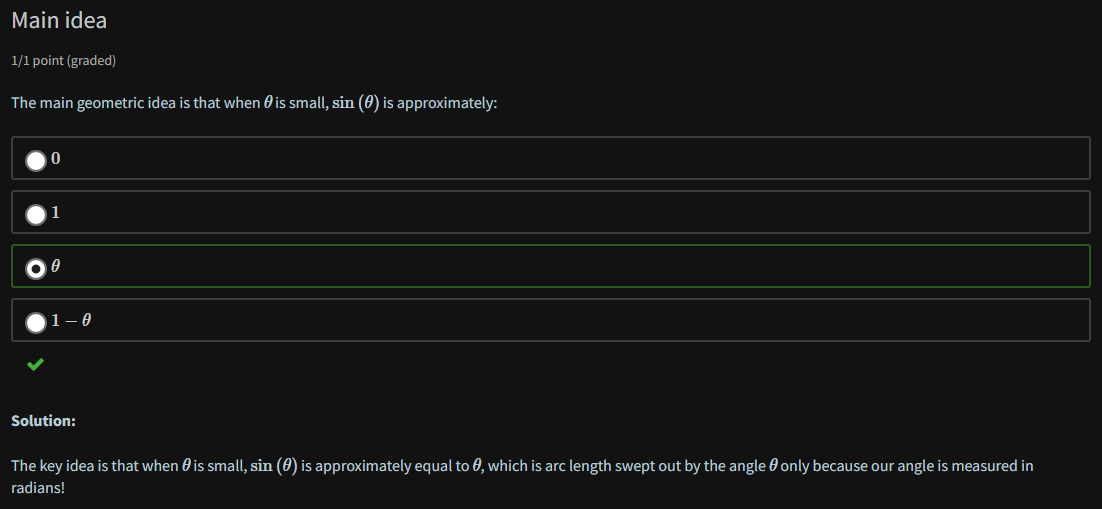 Main idea
1/1 point (graded)
The main geometric idea is that when θ is small, sin (θ) is approximately:
0
1
θ
1 − θ
Solution:
The key idea is that when θ is small, sin (θ) is approximately equal to θ, which is arc length swept out by the angle θ only because our angle is measured in
radians!